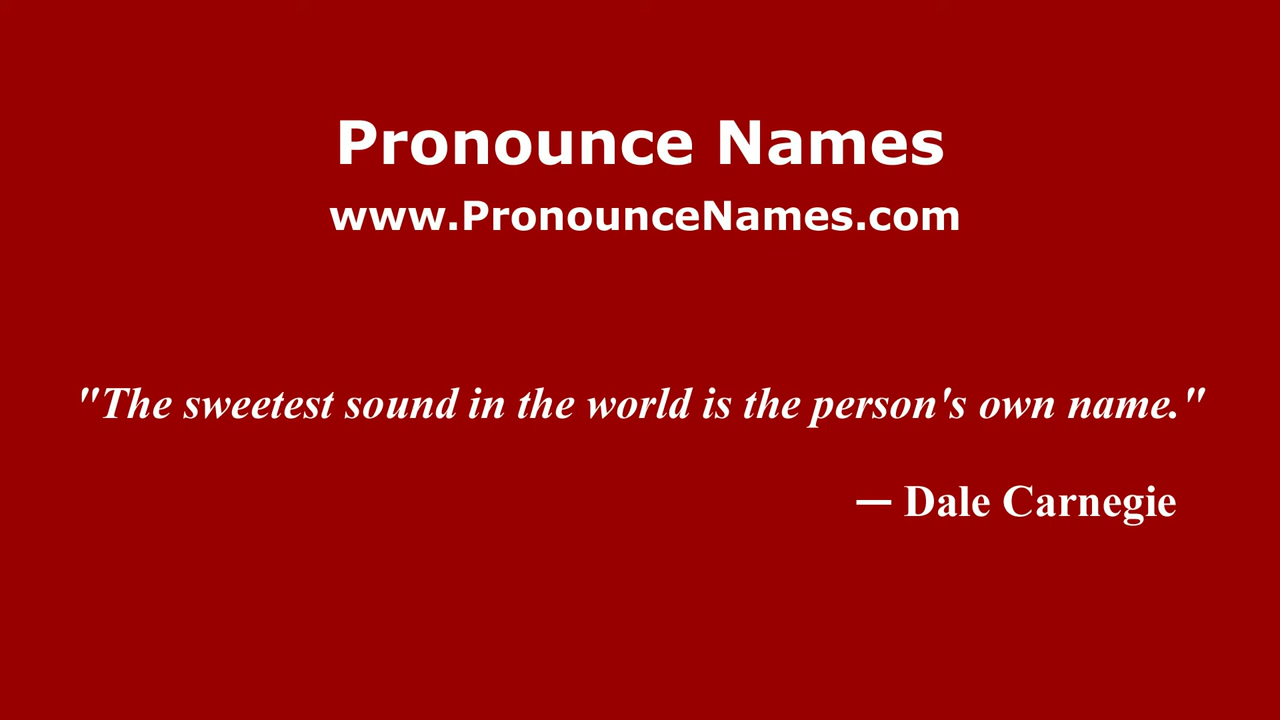 Pronounce Names
www.PronounceNames.com
"The sweetest sound in the world is the person's own name."
— Dale Carnegie